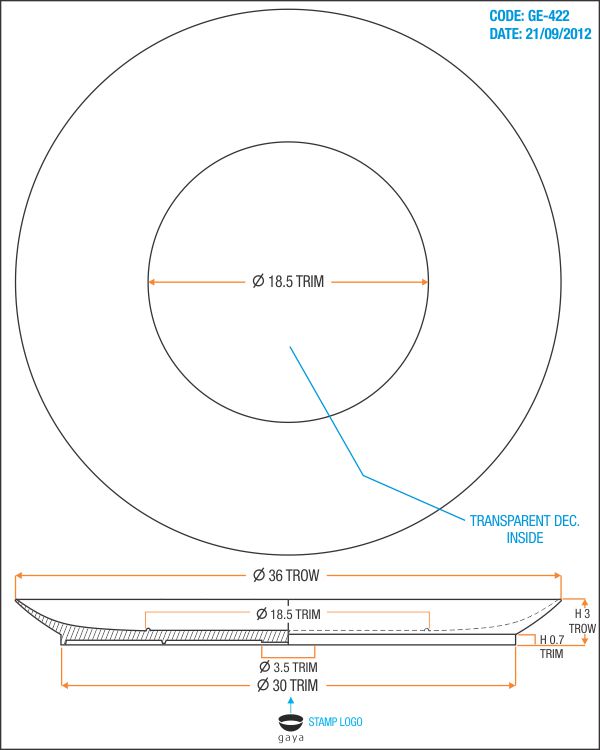 CODE: GE-422
DATE: 21/09/2012
Ø 18.5 TRIM
TRANSPARENT DEC.
INSIDE
Ø 36 TROW
Ø 18.5 TRIM
H 3
TROW
H 0.7
TRIM
Ø 3.5 TRIM
Ø 30 TRIM
STAMP LOGO
gaya